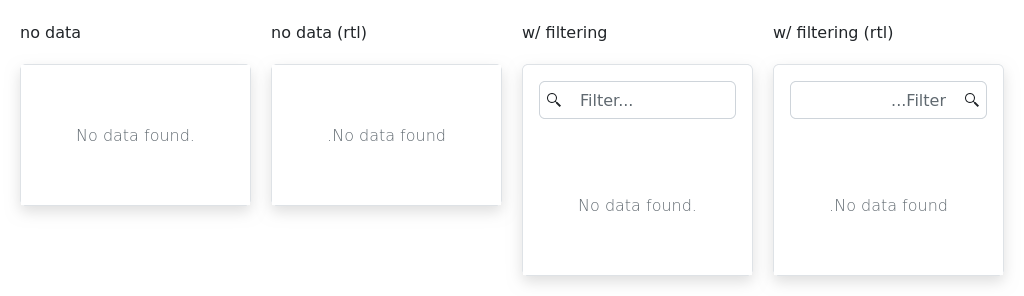 no data
No data found.
no data (rtl)
.No data found
w/ filtering
Filter...
No data found.
w/ filtering (rtl)
...Filter
.No data found